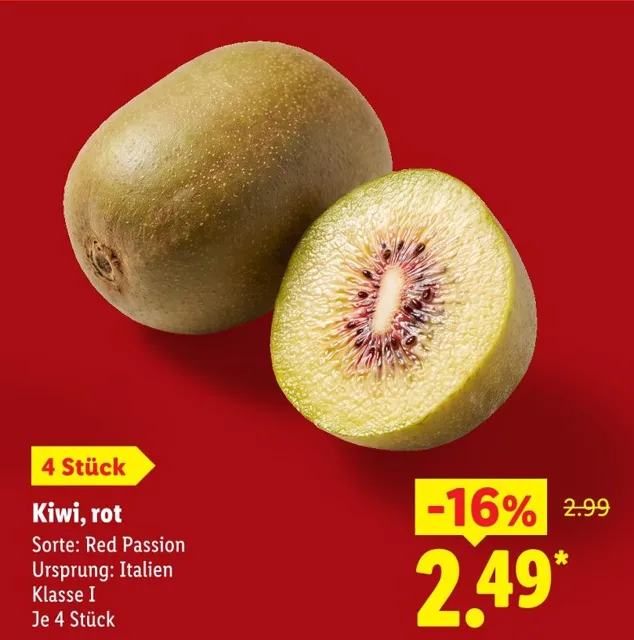 4 Stück
Kiwi, rot
Sorte: Red Passion
Ursprung: Italien
Klasse I
Je 4 Stück
-16%
2.99
2.49*